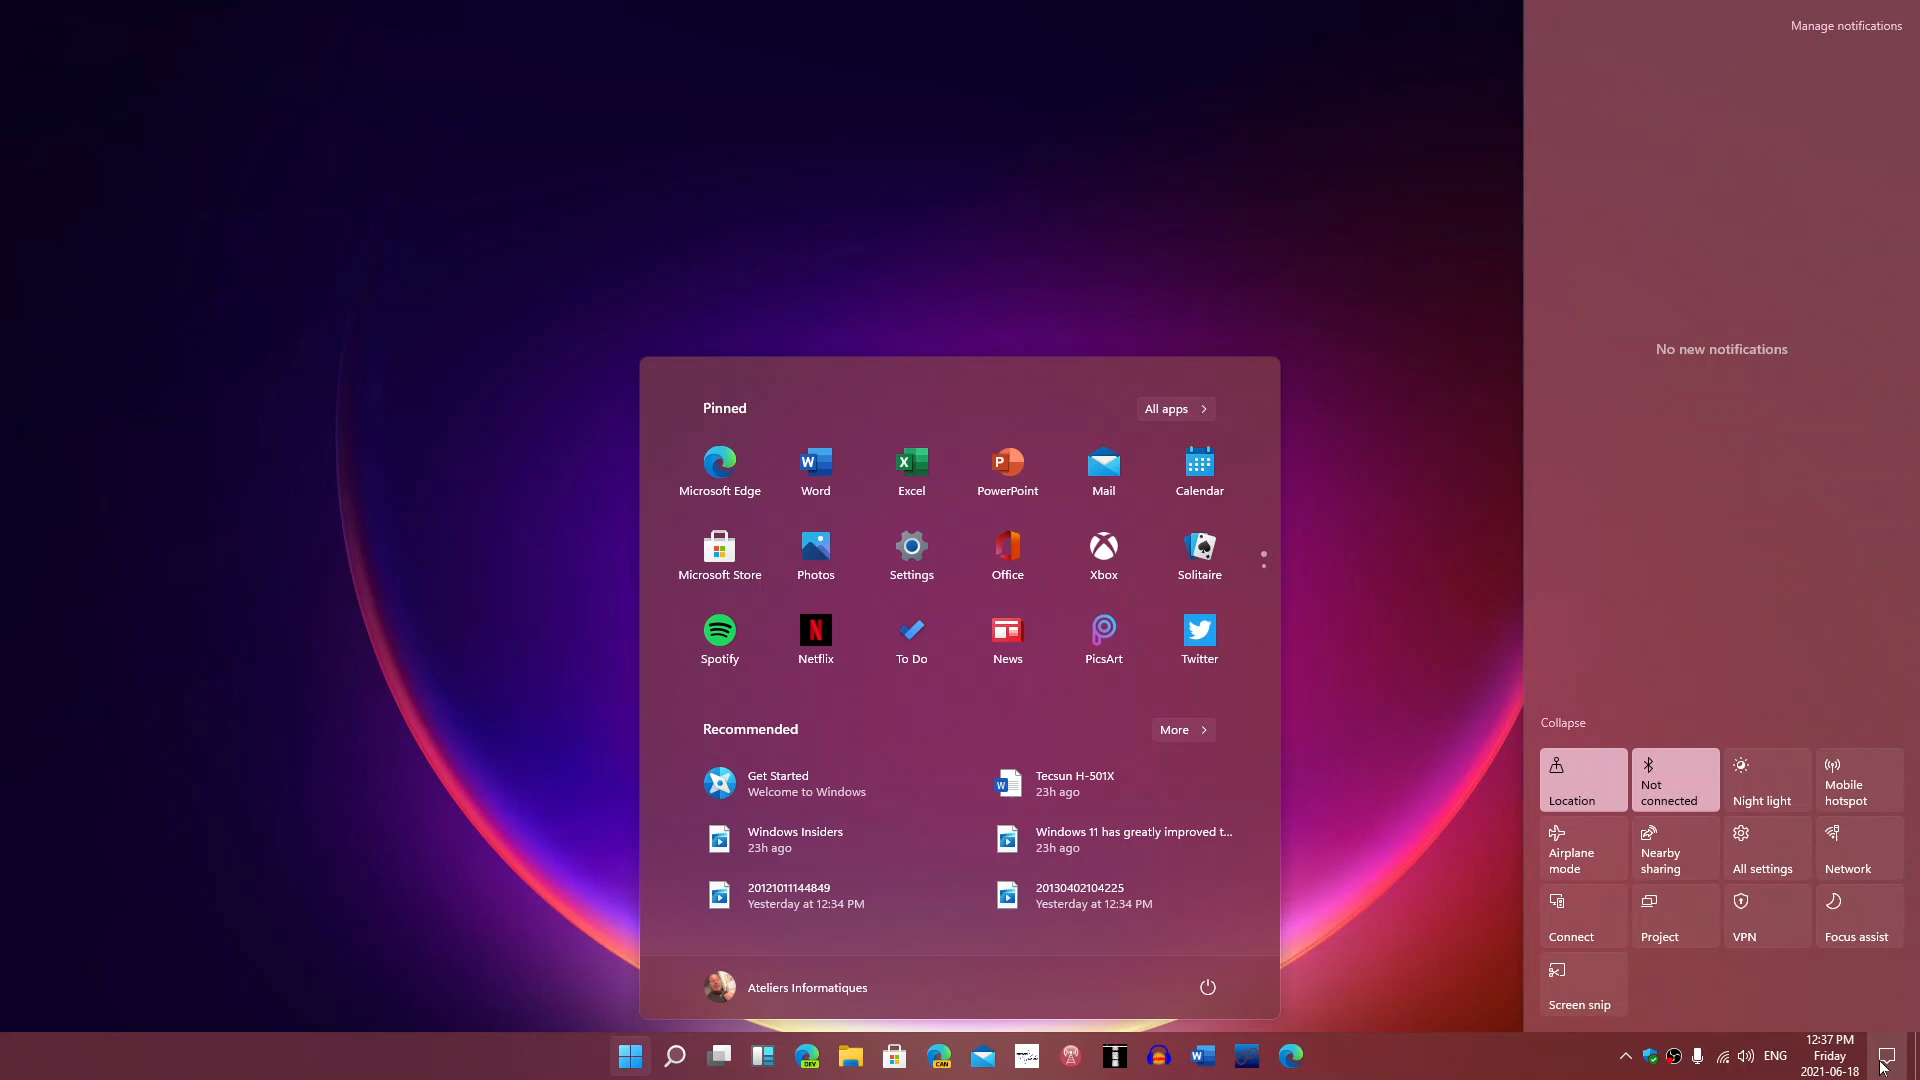 Manage notifications
No new notifications
Pinned
All apps
Microsoft Edge
Word
Excel
PowerPoint
Mail
Calendar
Microsoft Store
Photos
Settings
Office
Xbox
Solitaire
Spotify
Netflix
To Do
News
PicsArt
Twitter
Recommended
More
Get Started
Welcome to Windows
Tecsun H-501X
23h ago
Windows Insiders
23h ago
Windows 11 has greatly improved t...
23h ago
20121011144849
Yesterday at 12:34 PM
20130402104225
Yesterday at 12:34 PM
Ateliers Informatiques
Collapse
Location
Not
connected
Night light
Mobile
hotspot
Airplane
mode
Nearby
sharing
All settings
Network
Connect
Project
VPN
Focus assist
Screen snip
DEV
CAN
ENG
12:37 PM
Friday
2021-06-18